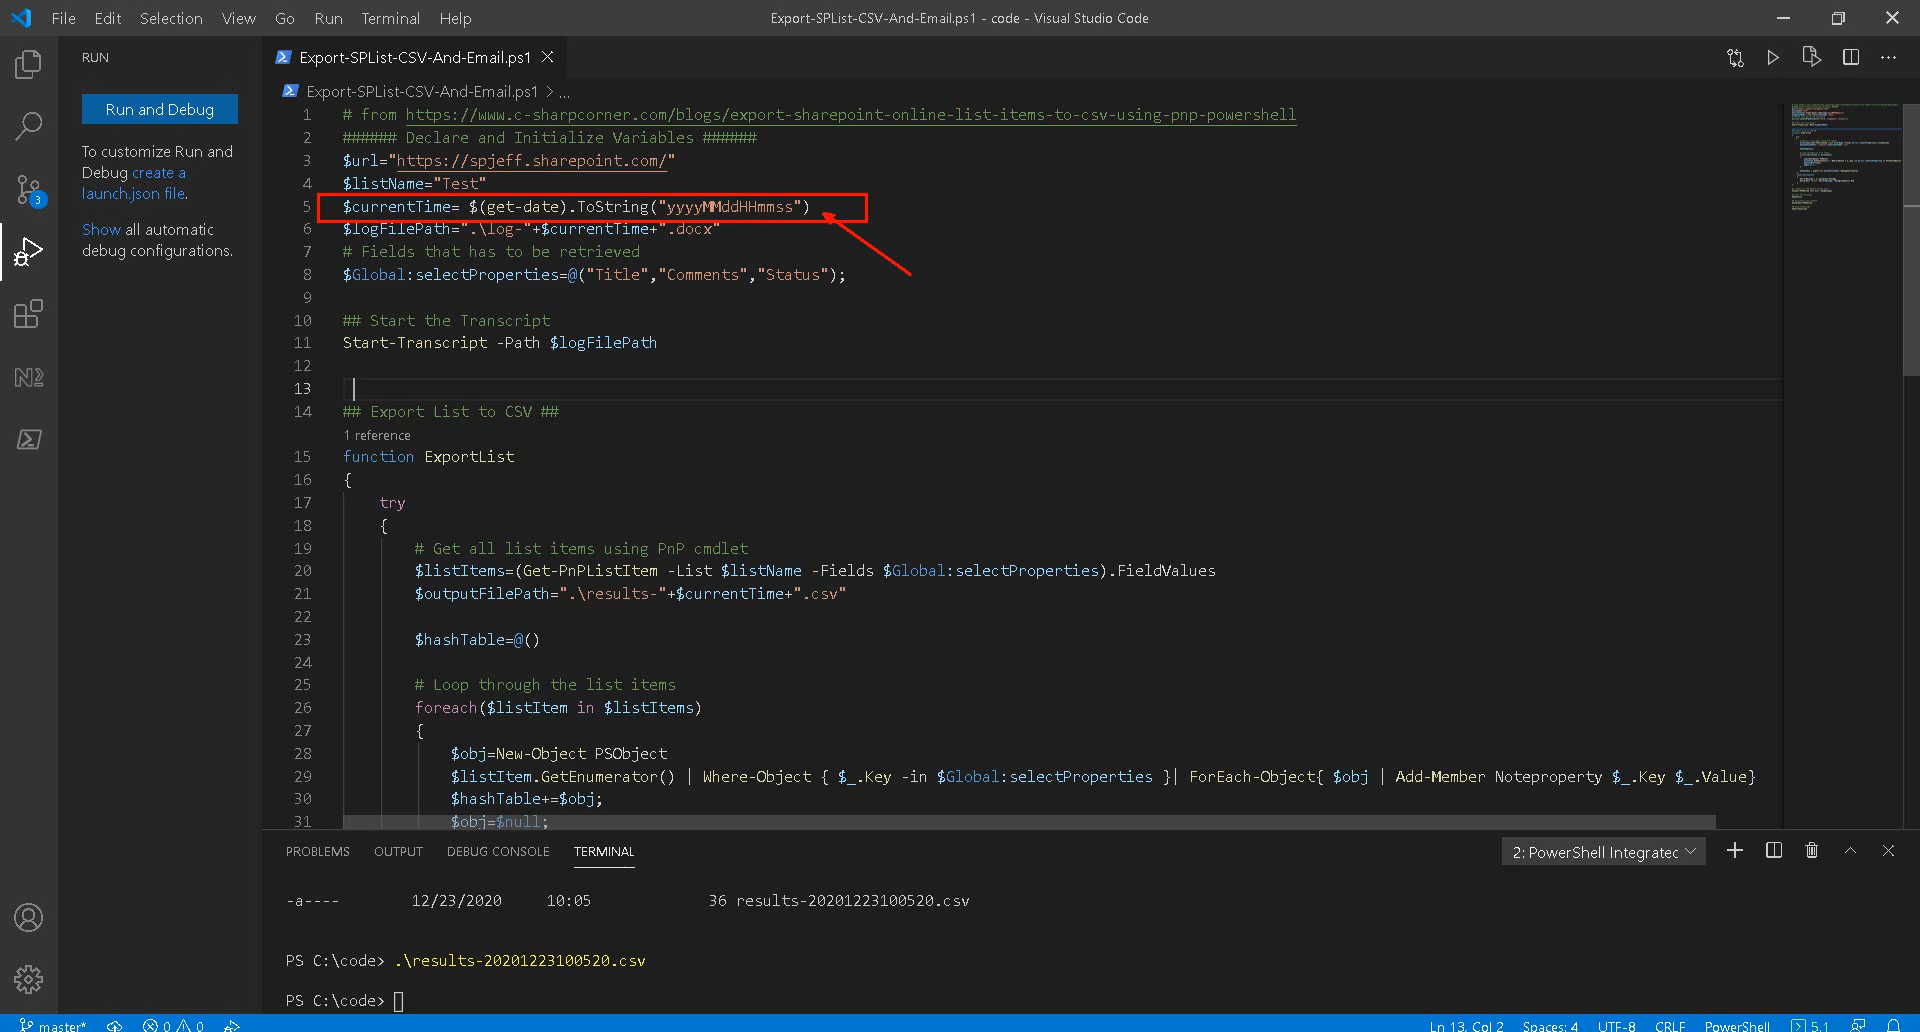 File Edit Selection View Go Run Terminal Help
Export-SPList-CSV-And-Email.ps1 - code - Visual Studio Code
RUN
Run and Debug
To customize Run and
Debug create a
launch.json file.
Show all automatic
debug configurations.
3
Export-SPList-CSV-And-Email.ps1
Export-SPList-CSV-And-Email.ps1 > ...
1 # from https://www.c-sharpcorner.com/blogs/export-sharepoint-online-list-items-to-csv-using-pnp-powershell
2 ###### Declare and Initialize Variables ######
3 $url="https://spjeff.sharepoint.com/"
4 $listName="Test"
5 $currentTime= $(get-date).ToString("yyyyMMddHHmmss")
6 $logFilePath=".\log-"+$currentTime+".docx"
7 # Fields that has to be retrieved
8 $Global:selectProperties=@("Title","Comments","Status");
9
10 ## Start the Transcript
11 Start-Transcript -Path $logFilePath
12
13
14 ## Export List to CSV ##
1 reference
15 function ExportList
16 {
17 try
18 {
19 # Get all list items using PnP cmdlet
20 $listItems=(Get-PnPListItem -List $listName -Fields $Global:selectProperties).FieldValues
21 $outputFilePath=".\results-"+$currentTime+".csv"
22
23 $hashTable=@()
24
25 # Loop through the list items
26 foreach($listItem in $listItems)
27 {
28 $obj=New-Object PSObject
29 $listItem.GetEnumerator() | Where-Object { $_.Key -in $Global:selectProperties }| ForEach-Object{ $obj | Add-Member Noteproperty $_.Key $_.Value}
30 $hashTable+=$obj;
31 $obj=$null;
PROBLEMS OUTPUT DEBUG CONSOLE TERMINAL
2: PowerShell Integratec
-a---- 12/23/2020 10:05 36 results-20201223100520.csv
PS C:\code> .\results-20201223100520.csv
PS C:\code>
master* 0 0
Ln 13, Col 2 Spaces: 4 UTF-8 CRLF PowerShell 5.1